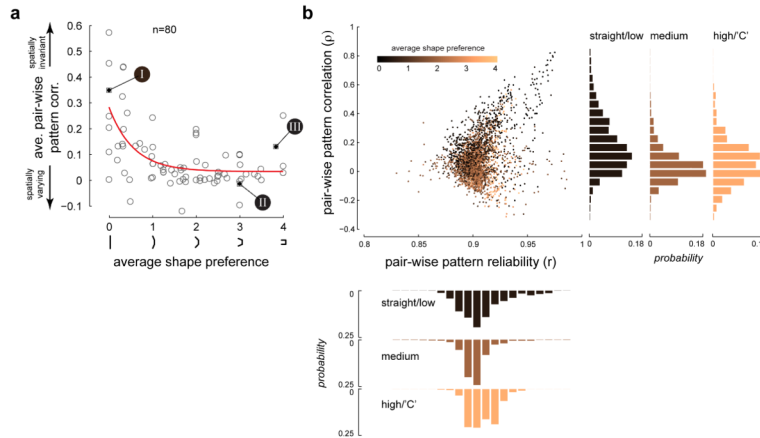 a
n=80
spatially
invariant
ave. pair-wise
pattern corr.
spatially
varying
0.6
0.5
0.4
0.3
0.2
0.1
0
−0.1
I
III
II
0 1 2 3 4
average shape preference
b
average shape preference
0 1 2 3 4
pair-wise pattern correlation (ρ)
1
0.8
0.6
0.4
0.2
0
−0.2
−0.4
0.8 0.85 0.9 0.95 1
pair-wise pattern reliability (r)
straight/low medium high/'C'
0 0.18 0 0.18 0
probability
straight/low
medium
high/'C'
probability
0
0.25
0
0.25
0
0.25